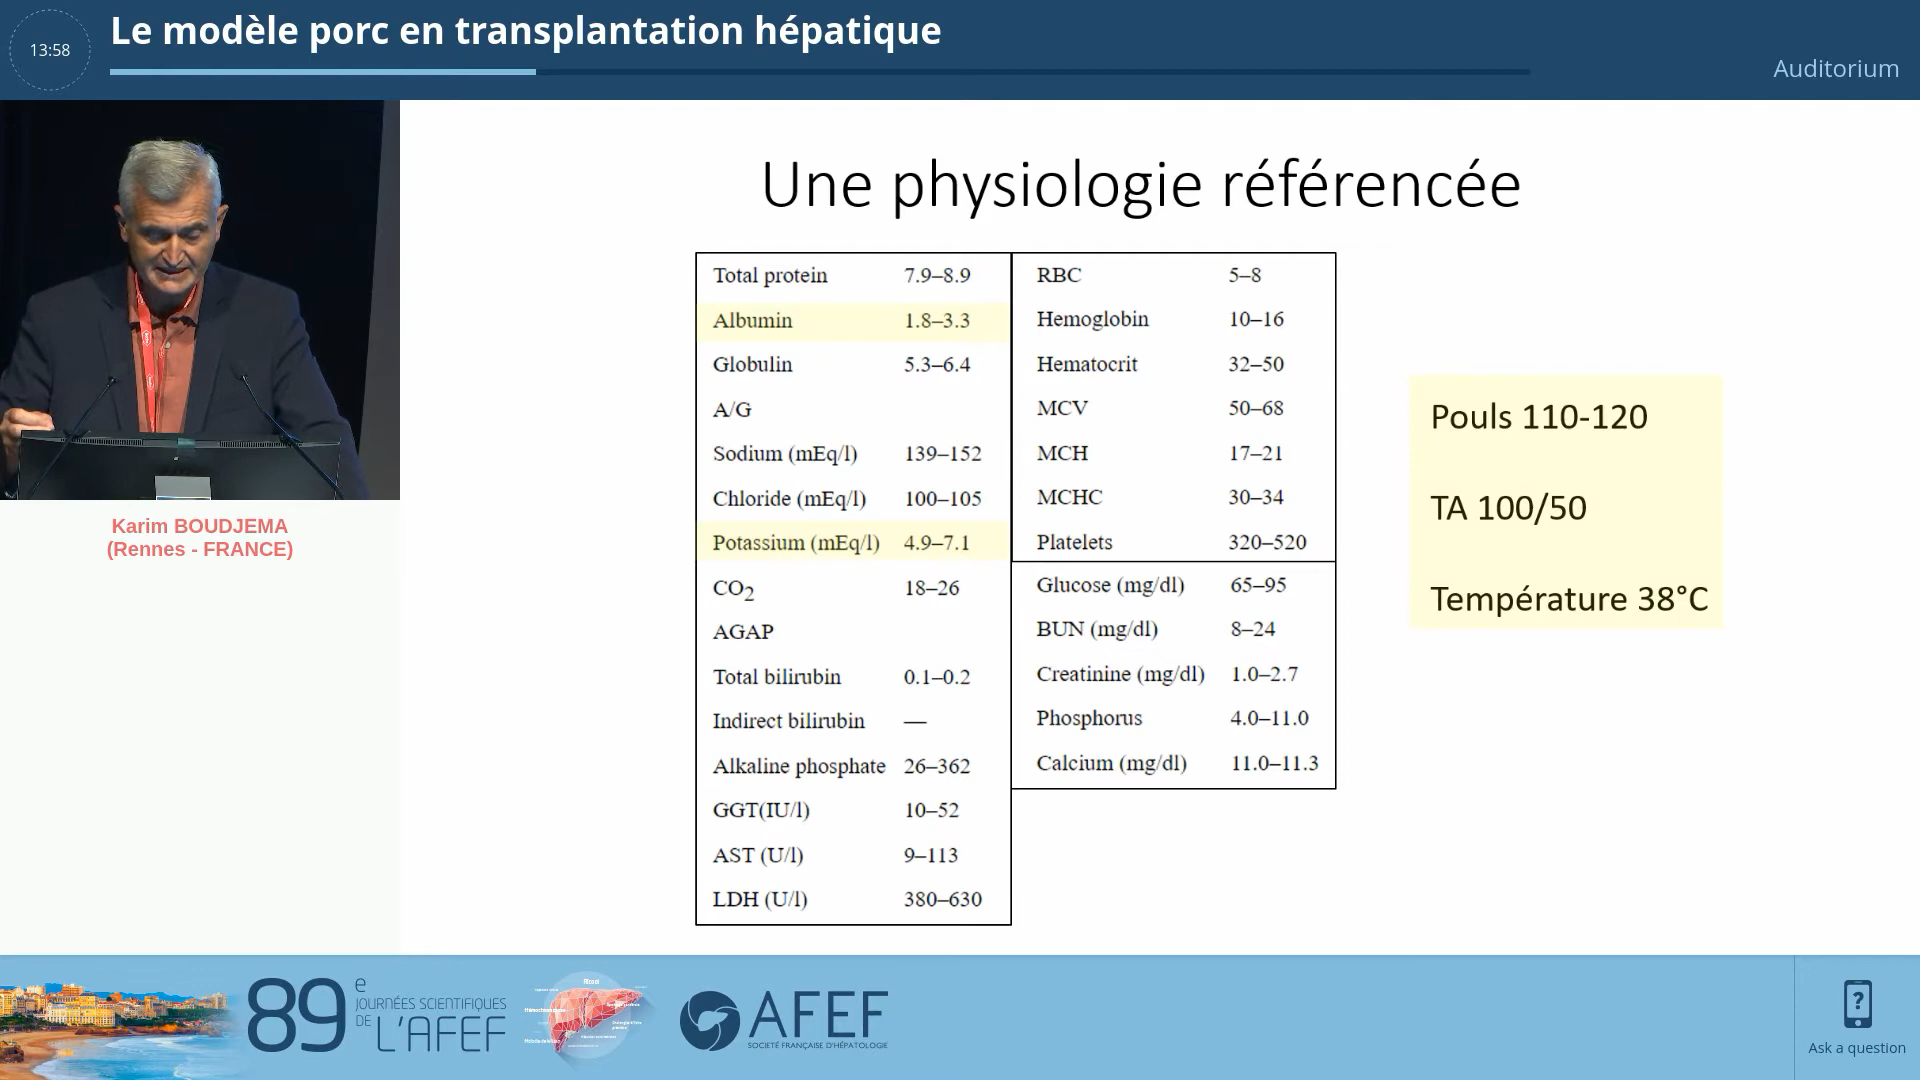 13:58
Le modèle porc en transplantation hépatique
Auditorium
Karim BOUDJEMA
(Rennes - FRANCE)
Une physiologie référencée
Total protein 7.9–8.9
Albumin 1.8–3.3
Globulin 5.3–6.4
A/G
Sodium (mEq/l) 139–152
Chloride (mEq/l) 100–105
Potassium (mEq/l) 4.9–7.1
CO2 18–26
AGAP
Total bilirubin 0.1–0.2
Indirect bilirubin —
Alkaline phosphate 26–362
GGT(IU/l) 10–52
AST (U/l) 9–113
LDH (U/l) 380–630
RBC 5–8
Hemoglobin 10–16
Hematocrit 32–50
MCV 50–68
MCH 17–21
MCHC 30–34
Platelets 320–520
Glucose (mg/dl) 65–95
BUN (mg/dl) 8–24
Creatinine (mg/dl) 1.0–2.7
Phosphorus 4.0–11.0
Calcium (mg/dl) 11.0–11.3
Pouls 110-120
TA 100/50
Température 38°C
89e
JOURNÉES SCIENTIFIQUES
DE L'AFEF
Alcool
AFEF
SOCIÉTÉ FRANÇAISE D'HÉPATOLOGIE
?
Ask a question